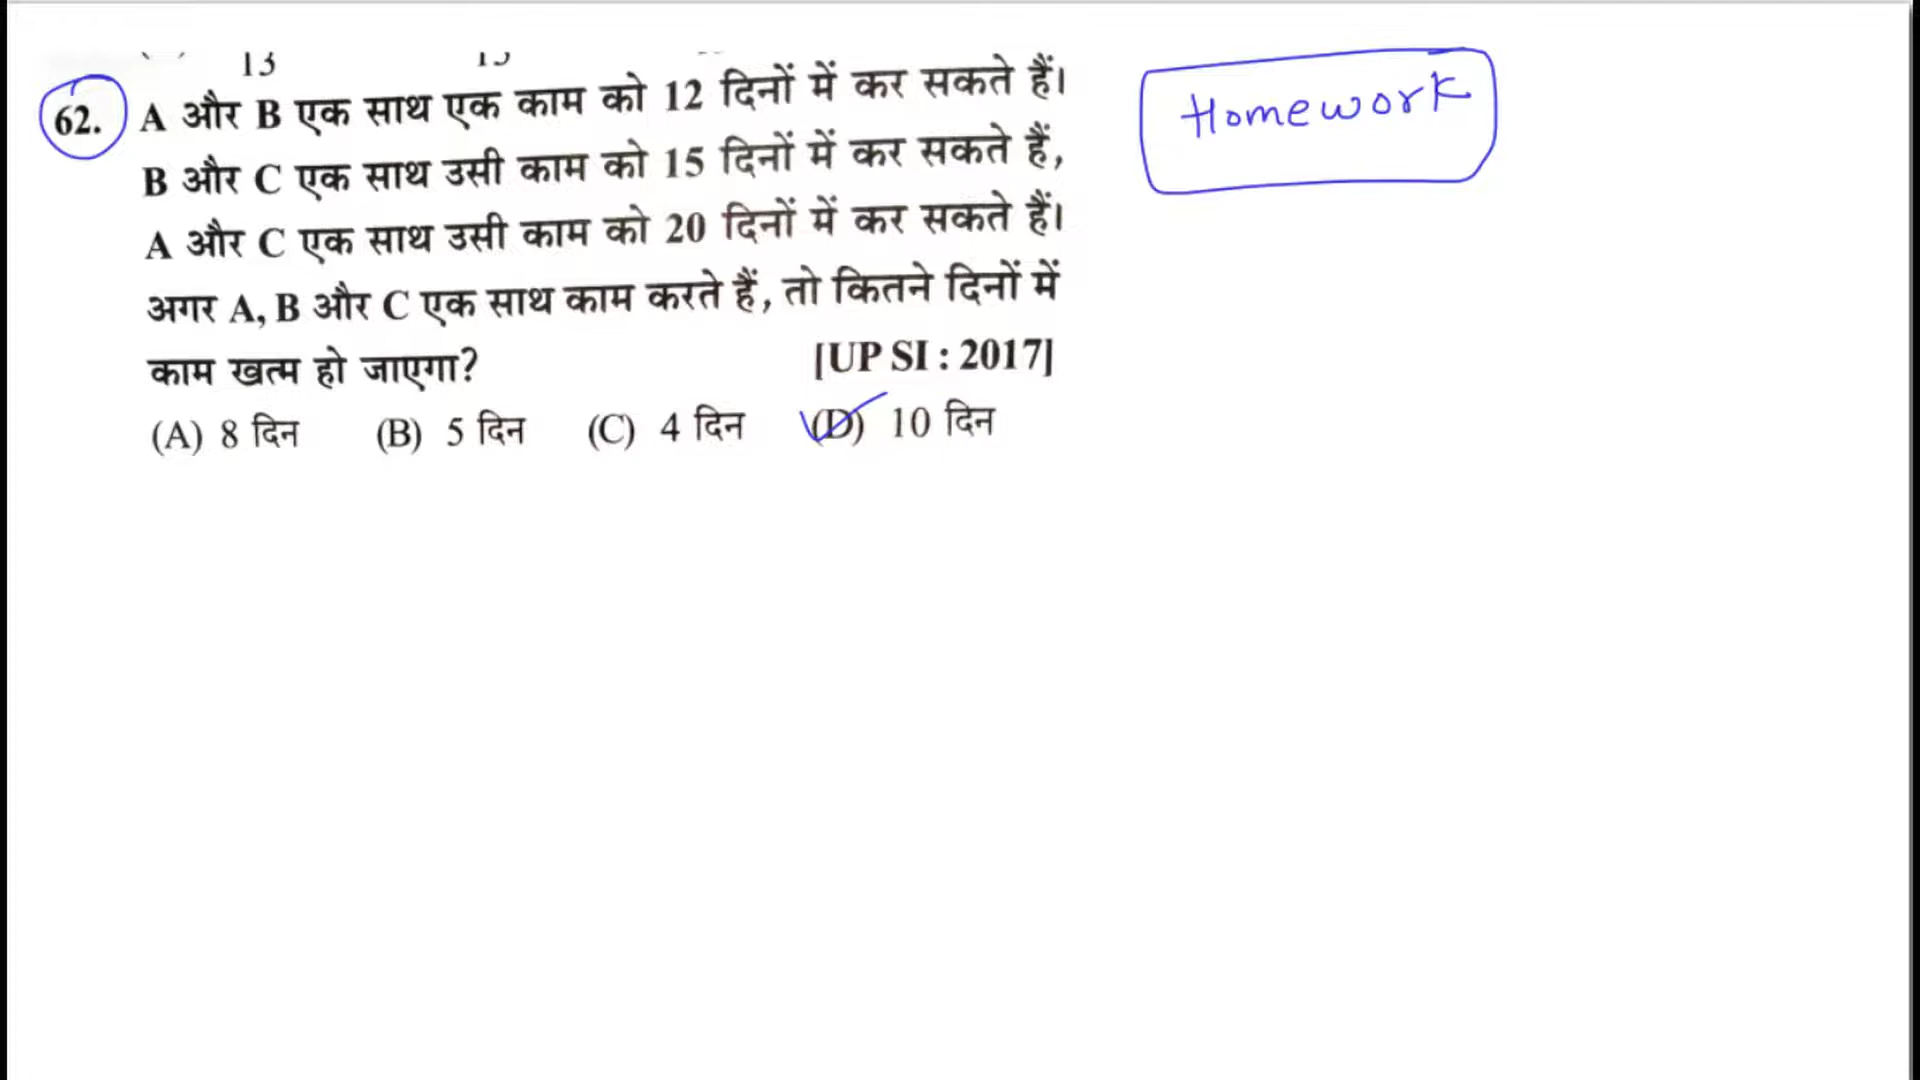 13
62. A और B एक साथ एक काम को 12 दिनों में कर सकते हैं।
B और C एक साथ उसी काम को 15 दिनों में कर सकते हैं,
A और C एक साथ उसी काम को 20 दिनों में कर सकते हैं।
अगर A, B और C एक साथ काम करते हैं, तो कितने दिनों में
काम खत्म हो जाएगा? [UP SI : 2017]
(A) 8 दिन (B) 5 दिन (C) 4 दिन (D) 10 दिन
Homework